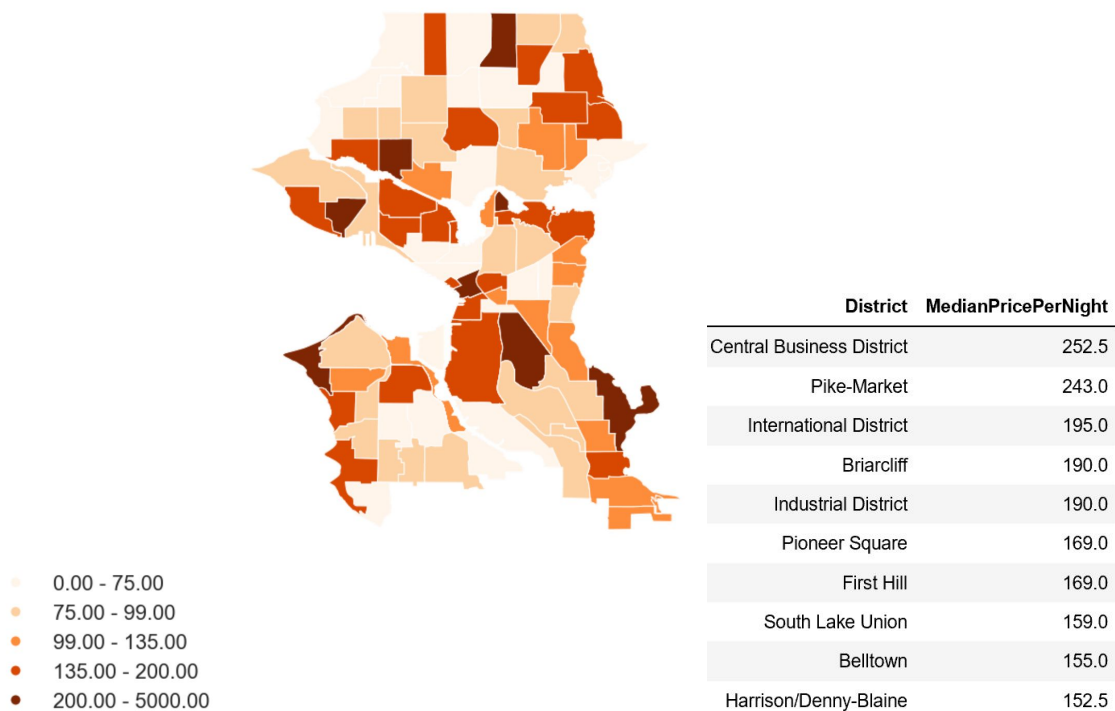 District MedianPricePerNight
Central Business District 252.5
Pike-Market 243.0
International District 195.0
Briarcliff 190.0
Industrial District 190.0
Pioneer Square 169.0
First Hill 169.0
South Lake Union 159.0
Belltown 155.0
Harrison/Denny-Blaine 152.5
0.00 - 75.00
75.00 - 99.00
99.00 - 135.00
135.00 - 200.00
200.00 - 5000.00